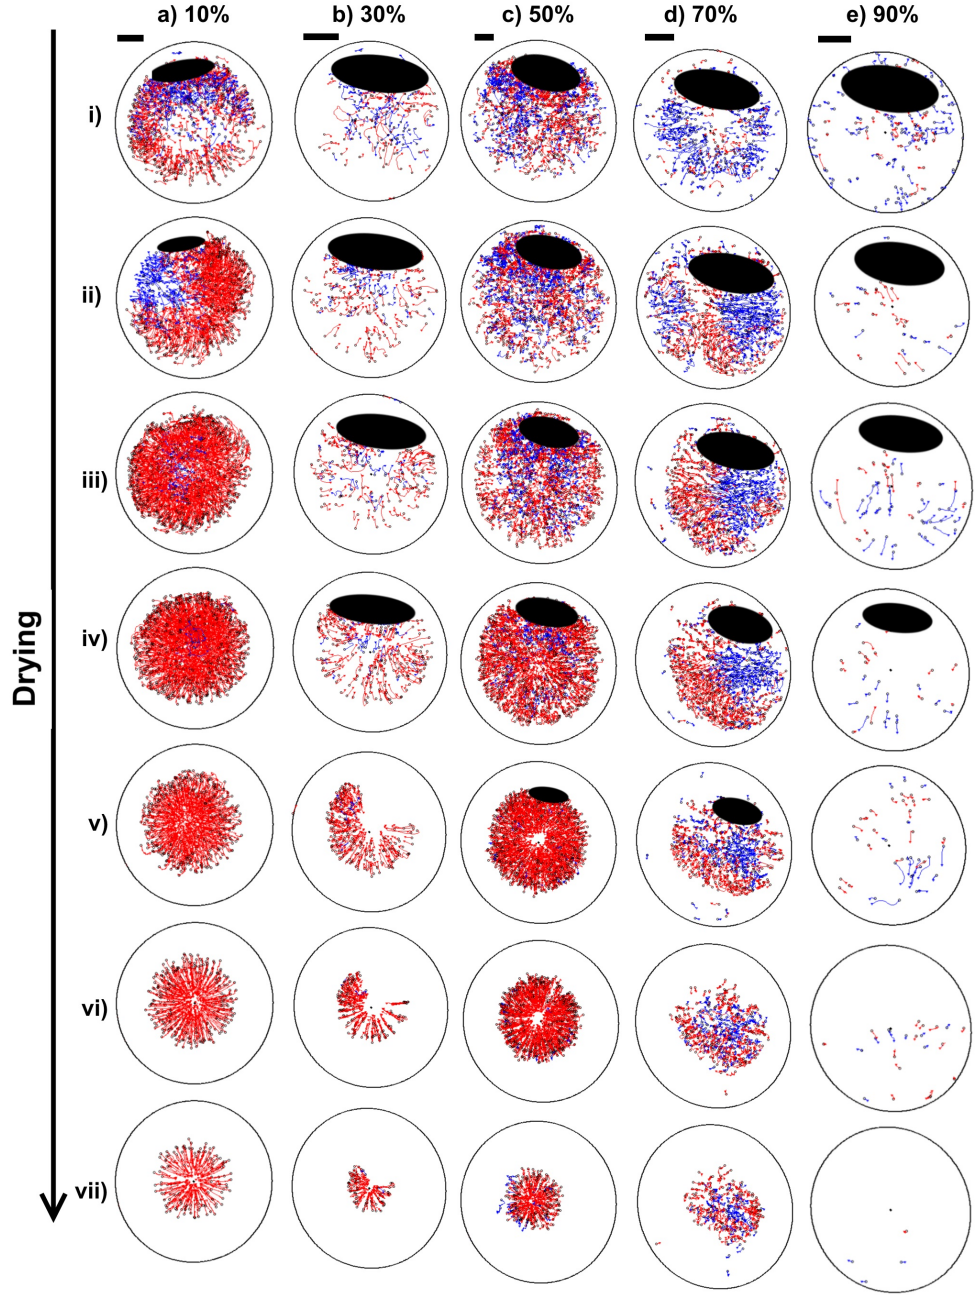 a) 10% b) 30% c) 50% d) 70% e) 90%
i)
ii)
iii)
iv)
v)
vi)
vii)
Drying